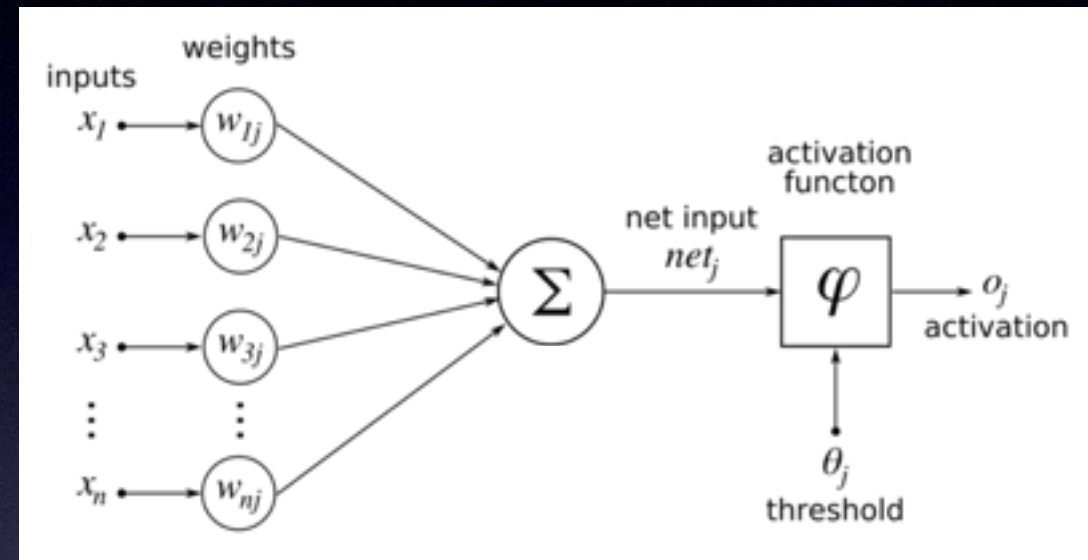 weights
inputs
x₁
w₁ⱼ
x₂
w₂ⱼ
x₃
w₃ⱼ
⋮
⋮
xₙ
wₙⱼ
Σ
net input
netⱼ
activation
functon
φ
oⱼ
activation
θⱼ
threshold